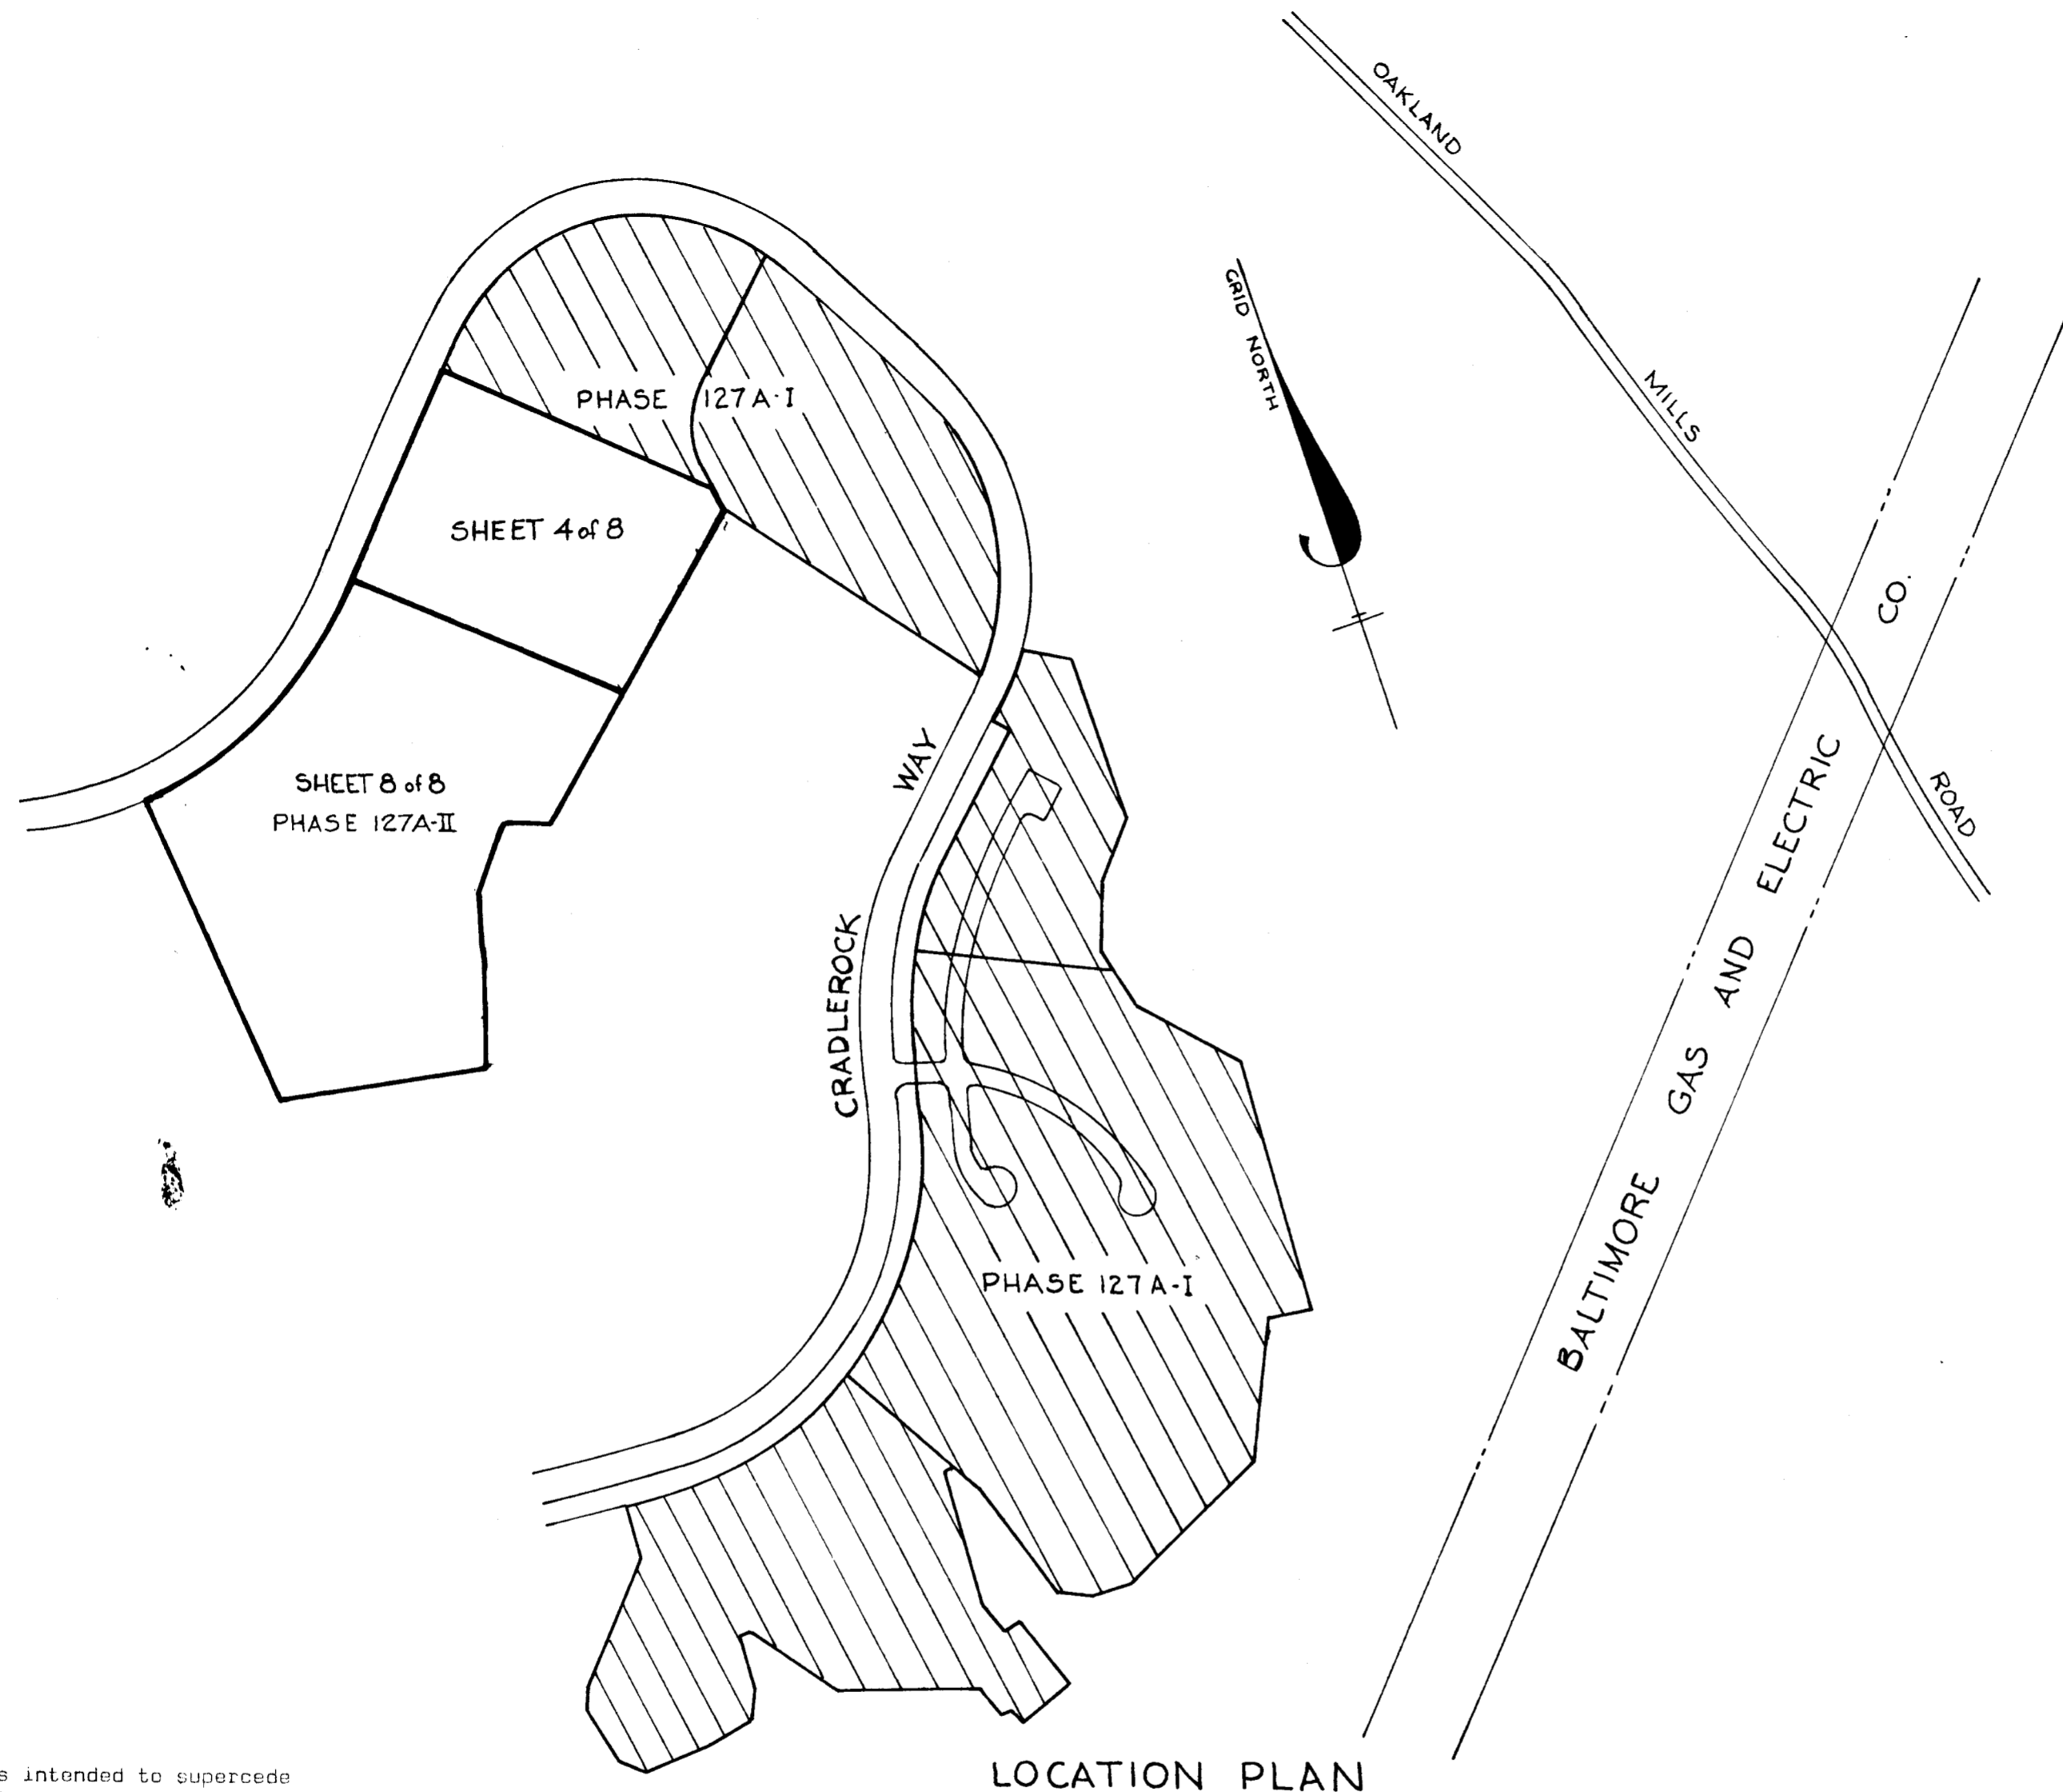 OAKLAND
MILLS
ROAD
GRID NORTH
PHASE 127A-I
SHEET 4 of 8
SHEET 8 of 8
PHASE 127A-II
CRADLEROCK WAY
PHASE 127A-I
BALTIMORE GAS AND ELECTRIC CO.
LOCATION PLAN
s intended to supercede